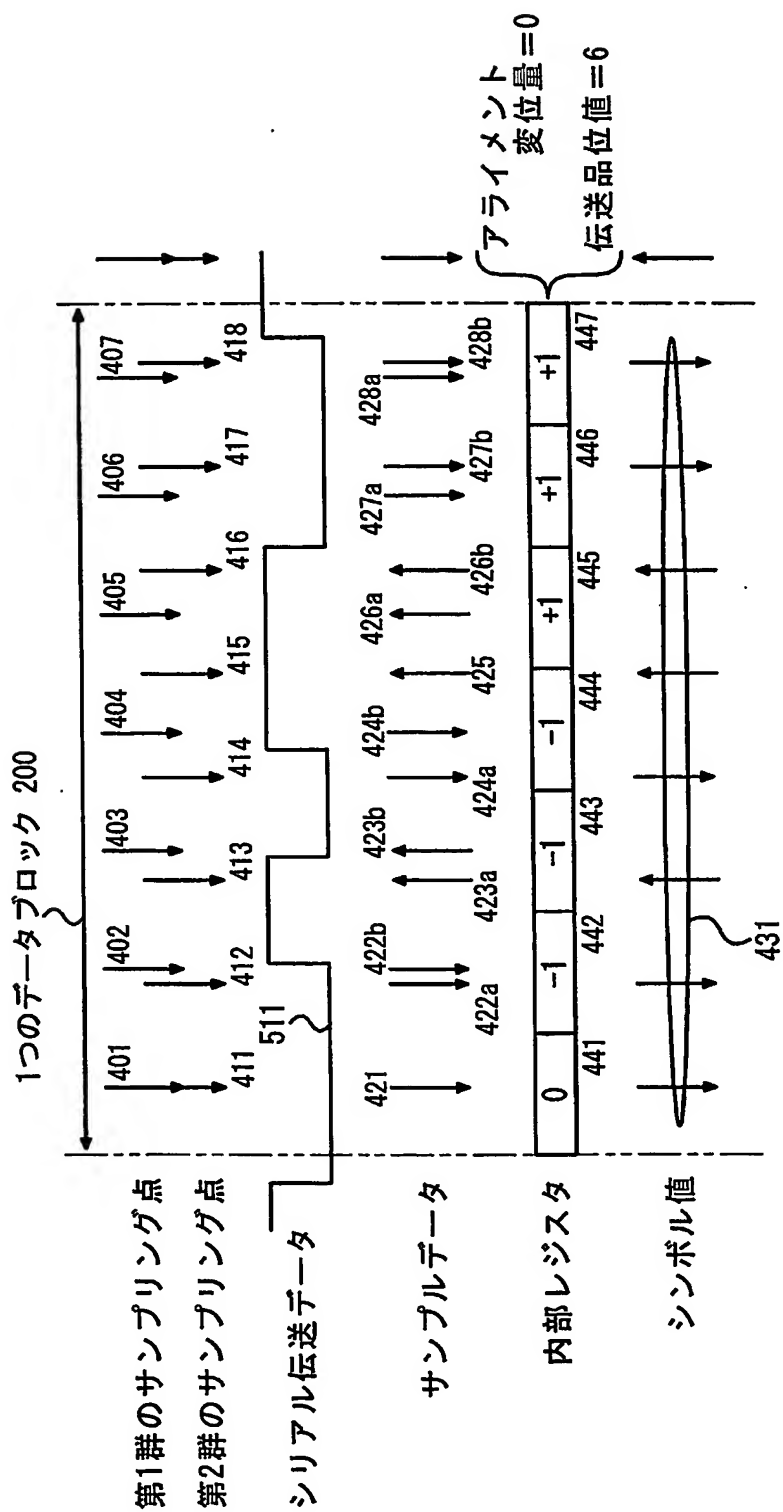 1つのデータブロック 200
第1群のサンプリング点
401 402 403 404 405 406 407
第2群のサンプリング点
411 412 413 414 415 416 417 418
シリアル伝送データ
511
サンプルデータ
421 422a 422b 423a 423b 424a 424b 425 426a 426b 427a 427b 428a 428b
内部レジスタ
0 -1 -1 -1 +1 +1 +1
441 442 443 444 445 446 447
アライメント
変位量=0
伝送品位値=6
シンボル値
431